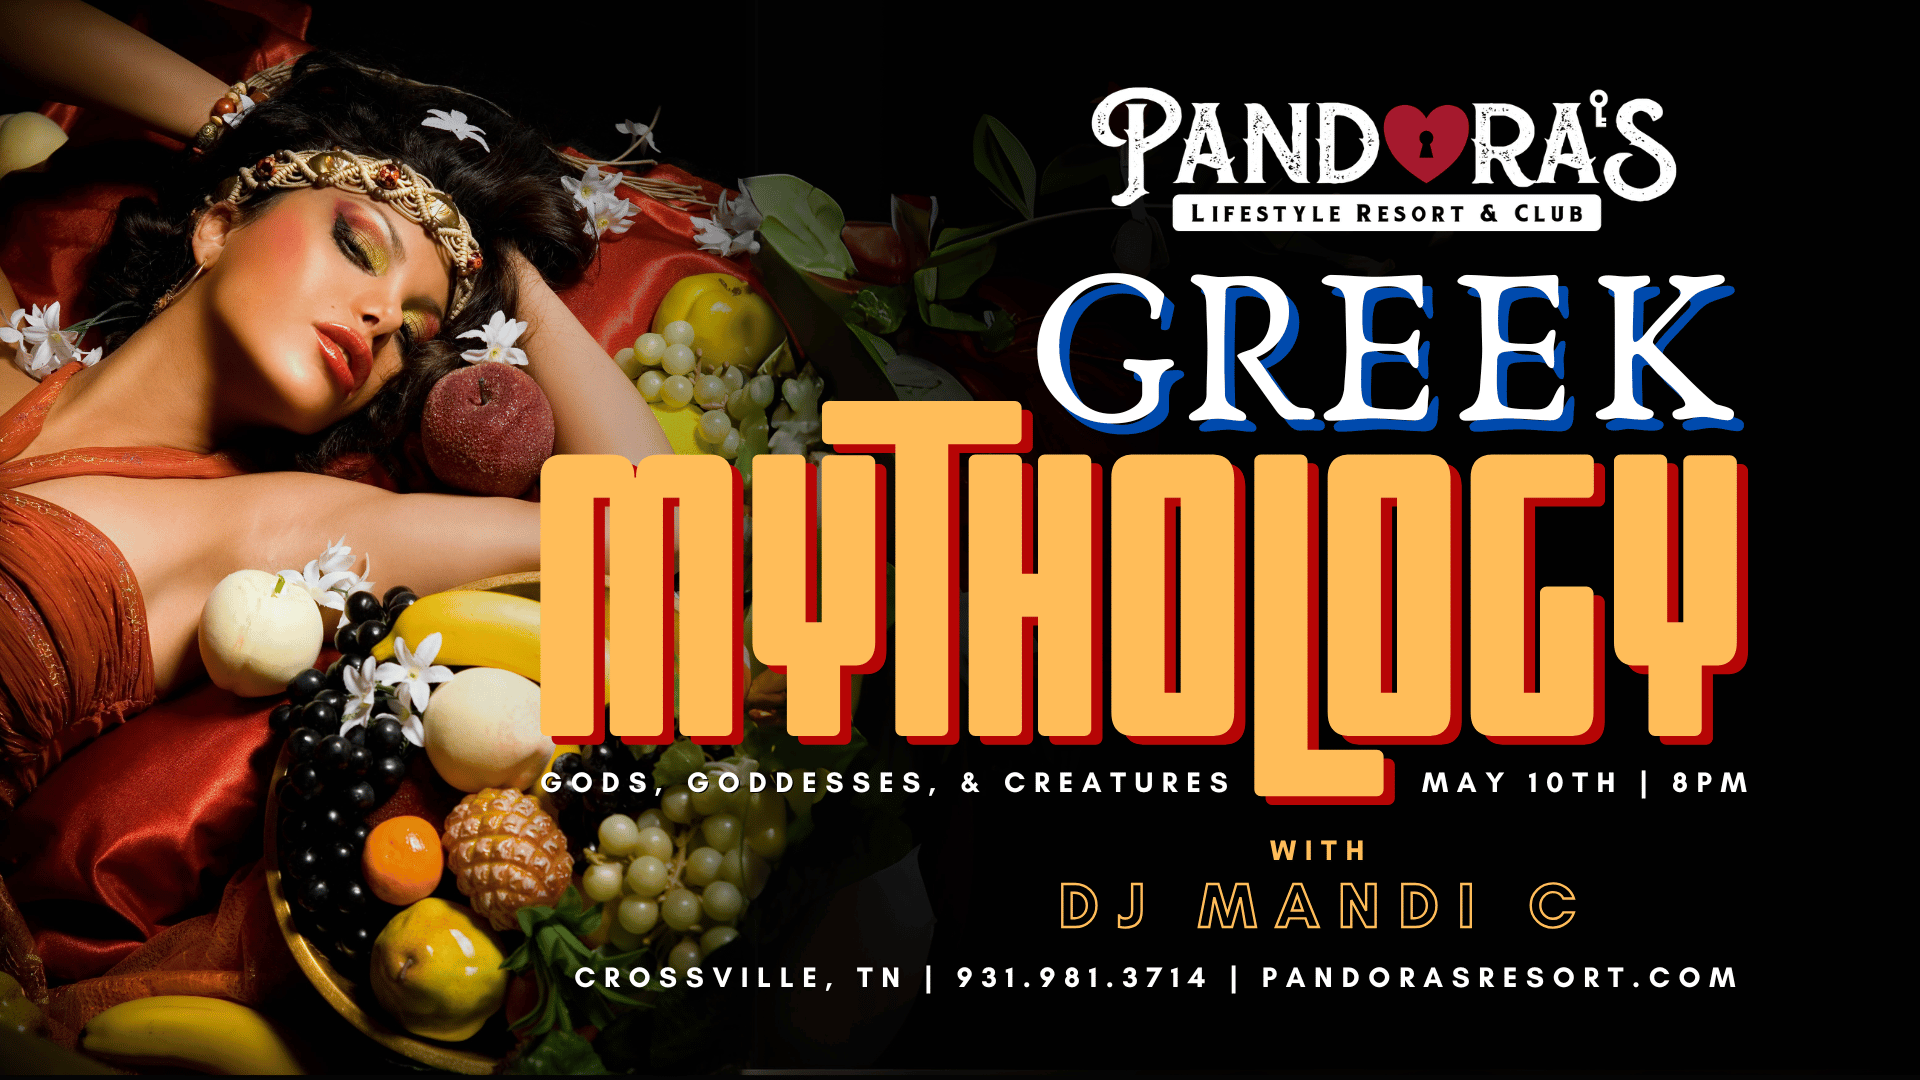 PANDORA'S
LIFESTYLE RESORT & CLUB
GREEK
MYTHOLOGY
GODS, GODDESSES, & CREATURES
MAY 10TH | 8PM
WITH
DJ MANDI C
CROSSVILLE, TN | 931.981.3714 | PANDORASRESORT.COM